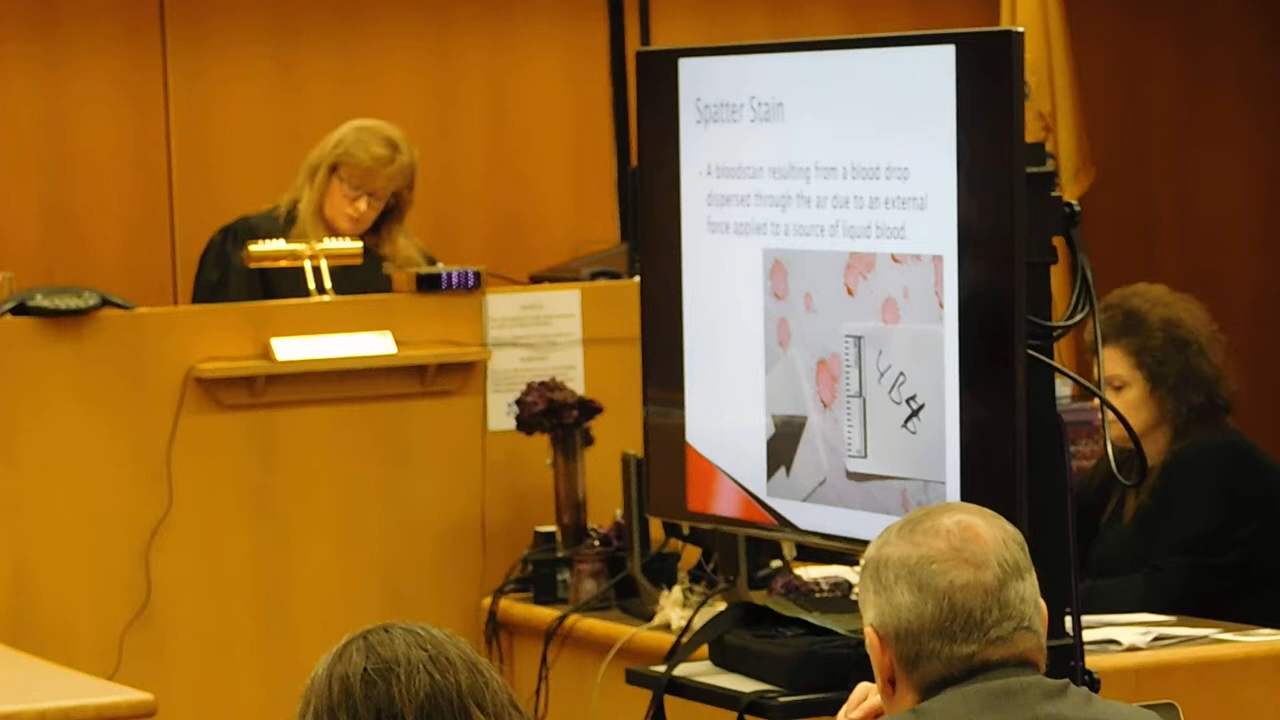 Spatter Stain
- A bloodstain resulting from a blood drop
dispersed through the air due to an external
force applied to a source of liquid blood.